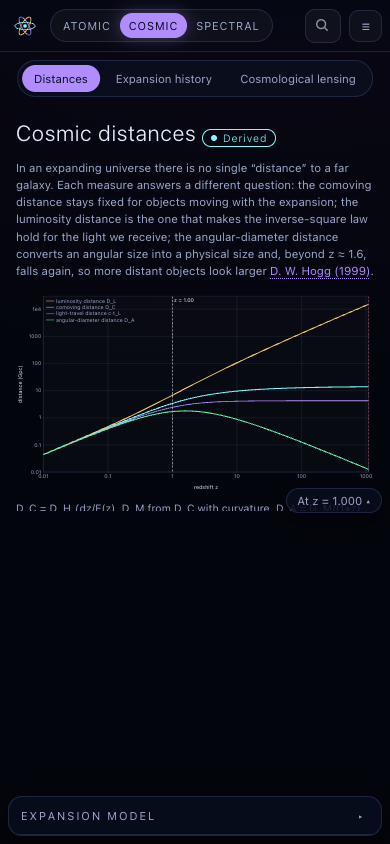 ATOMIC COSMIC SPECTRAL
Distances Expansion history Cosmological lensing
Cosmic distances Derived
In an expanding universe there is no single “distance” to a far
galaxy. Each measure answers a different question: the comoving
distance stays fixed for objects moving with the expansion; the
luminosity distance is the one that makes the inverse-square law
hold for the light we receive; the angular-diameter distance
converts an angular size into a physical size and, beyond z ≈ 1.6,
falls again, so more distant objects look larger D. W. Hogg (1999).
luminosity distance D_L
comoving distance D_C
light-travel distance c·t_L
angular-diameter distance D_A
z = 1.00
distance (Gpc)
1e4
1000
100
10
1
0.1
0.01
0.01 0.1 1 10 100 1000
redshift z
At z = 1.000
D_C = D_H ∫dz/E(z), D_M from D_C with curvature, D
EXPANSION MODEL